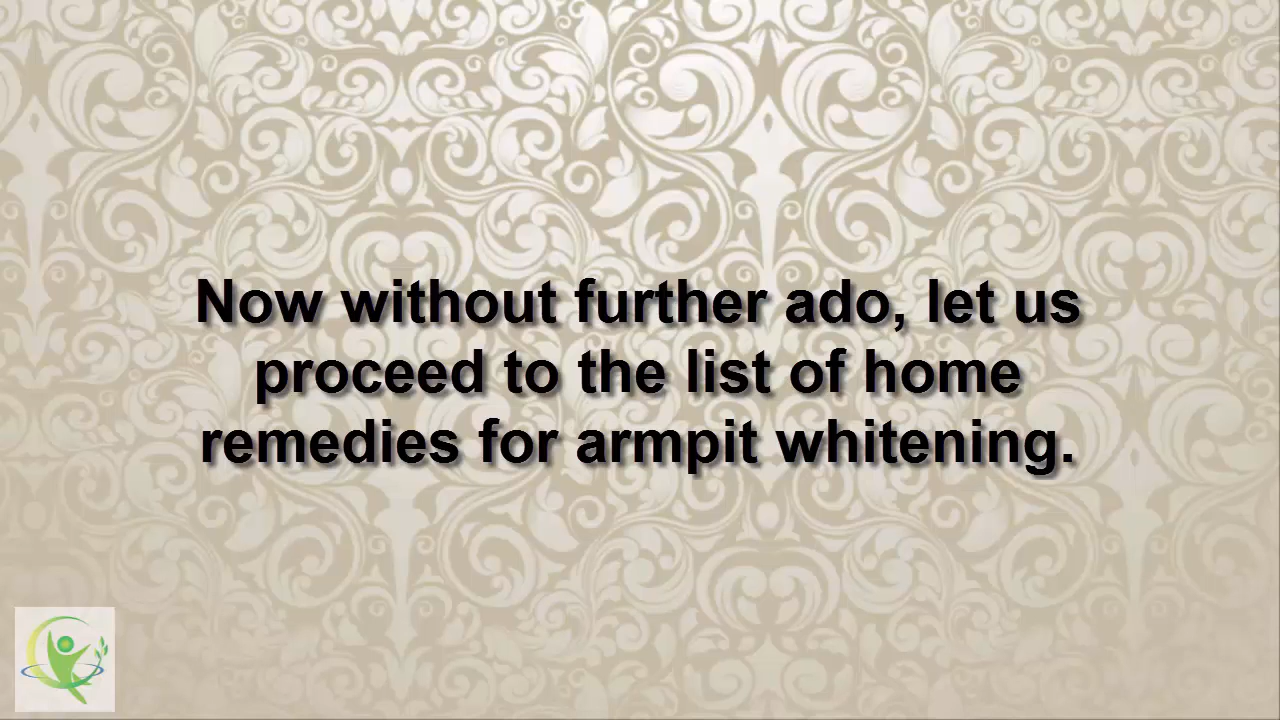 Now without further ado, let us
proceed to the list of home
remedies for armpit whitening.